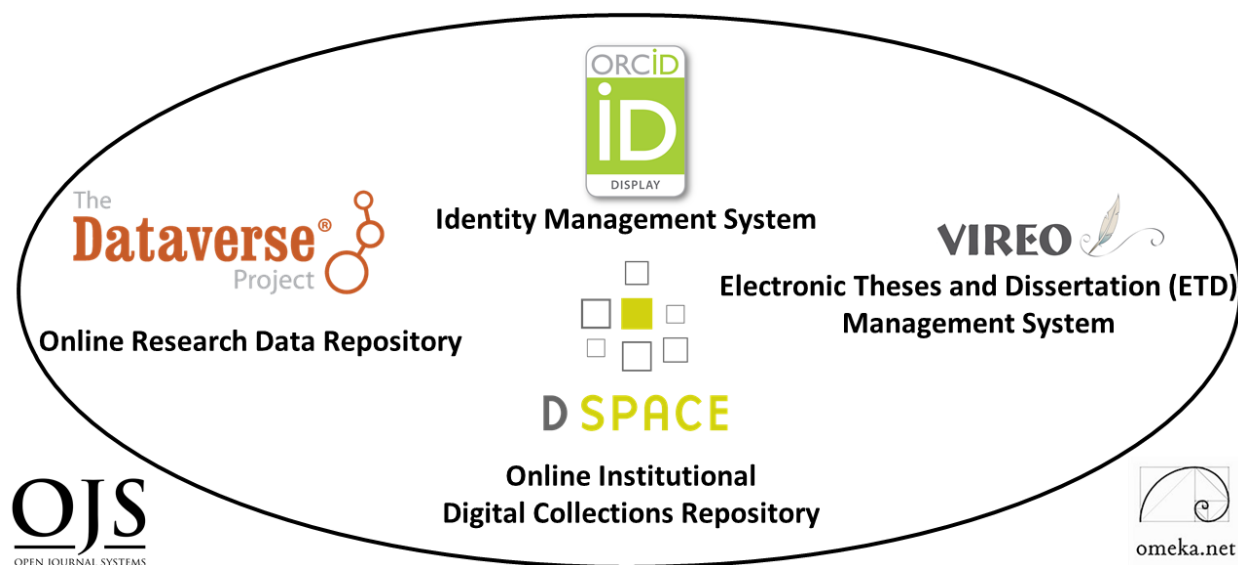 ORCiD
iD
DISPLAY
Identity Management System
The
Dataverse®
Project
Online Research Data Repository
VIREO
Electronic Theses and Dissertation (ETD)
Management System
D SPACE
Online Institutional
Digital Collections Repository
OJS
OPEN JOURNAL SYSTEMS
omeka.net